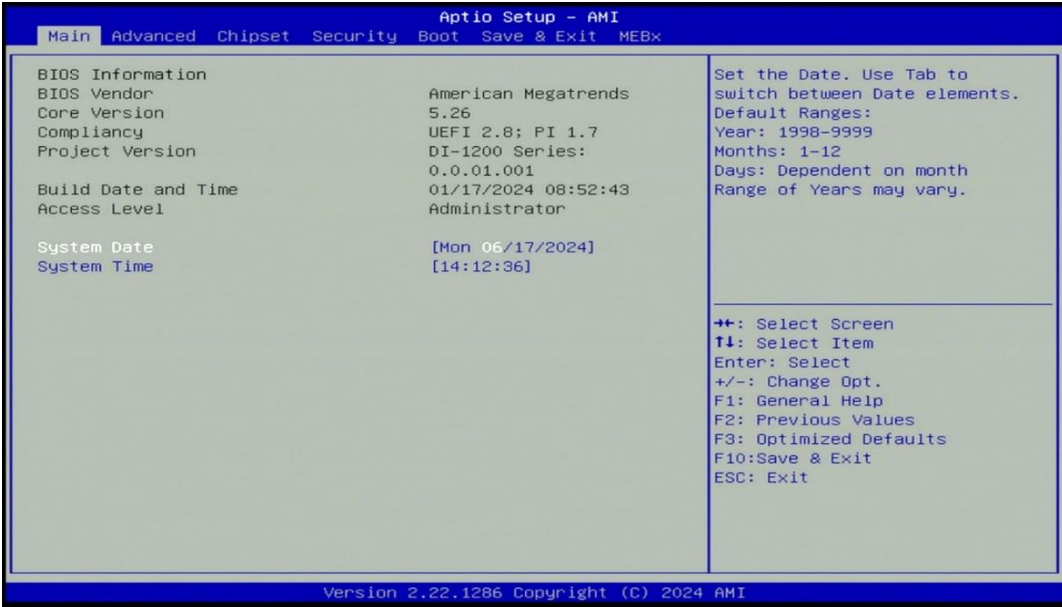 Aptio Setup – AMI
Main Advanced Chipset Security Boot Save & Exit MEBx
BIOS Information
BIOS Vendor American Megatrends
Core Version 5.26
Compliancy UEFI 2.8; PI 1.7
Project Version DI-1200 Series:
0.0.01.001
Build Date and Time 01/17/2024 08:52:43
Access Level Administrator
System Date [Mon 06/17/2024]
System Time [14:12:36]
Set the Date. Use Tab to
switch between Date elements.
Default Ranges:
Year: 1998-9999
Months: 1-12
Days: Dependent on month
Range of Years may vary.
→←: Select Screen
↑↓: Select Item
Enter: Select
+/-: Change Opt.
F1: General Help
F2: Previous Values
F3: Optimized Defaults
F10:Save & Exit
ESC: Exit
Version 2.22.1286 Copyright (C) 2024 AMI